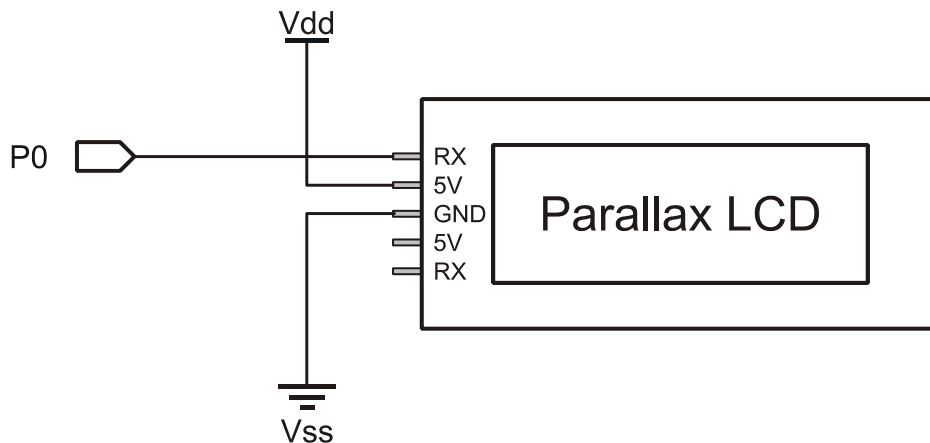 Vdd
P0
RX
5V
GND
5V
RX
Parallax LCD
Vss